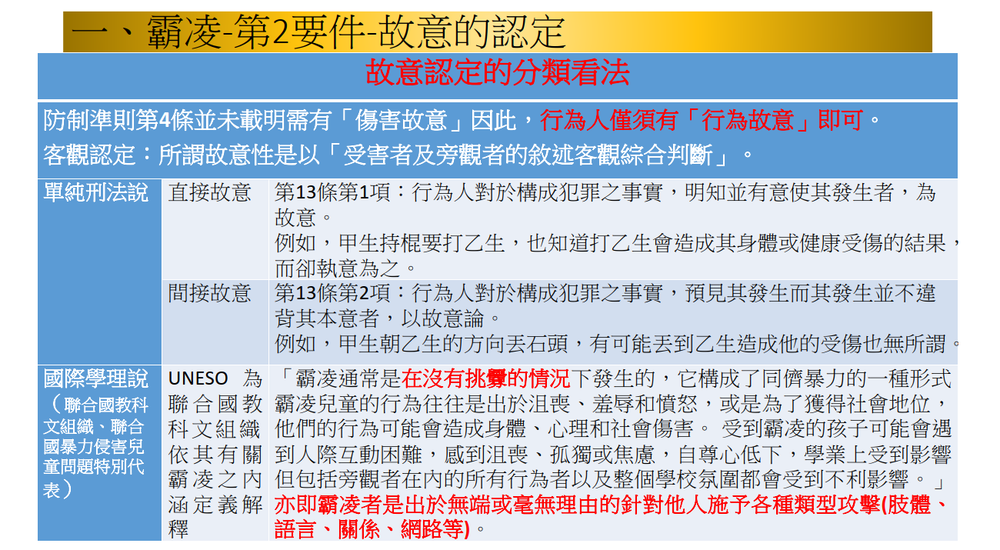 一、霸凌-第2要件-故意的認定
故意認定的分類看法
防制準則第4條並未載明需有「傷害故意」因此，行為人僅須有「行為故意」即可。
客觀認定：所謂故意性是以「受害者及旁觀者的敘述客觀綜合判斷」。
單純刑法說
直接故意
第13條第1項：行為人對於構成犯罪之事實，明知並有意使其發生者，為
故意。
例如，甲生持棍要打乙生，也知道打乙生會造成其身體或健康受傷的結果，
而卻執意為之。
間接故意
第13條第2項：行為人對於構成犯罪之事實，預見其發生而其發生並不違
背其本意者，以故意論。
例如，甲生朝乙生的方向丟石頭，有可能丟到乙生造成他的受傷也無所謂。
國際學理說
（聯合國教科
文組織、聯合
國暴力侵害兒
童問題特別代
表）
UNESO 為
聯合國教
科文組織
依其有關
霸凌之內
涵定義解
釋
「霸凌通常是在沒有挑釁的情況下發生的，它構成了同儕暴力的一種形式
霸凌兒童的行為往往是出於沮喪、羞辱和憤怒，或是為了獲得社會地位，
他們的行為可能會造成身體、心理和社會傷害。 受到霸凌的孩子可能會遇
到人際互動困難，感到沮喪、孤獨或焦慮，自尊心低下，學業上受到影響
但包括旁觀者在內的所有行為者以及整個學校氛圍都會受到不利影響。」
亦即霸凌者是出於無端或毫無理由的針對他人施予各種類型攻擊(肢體、
語言、關係、網路等)。